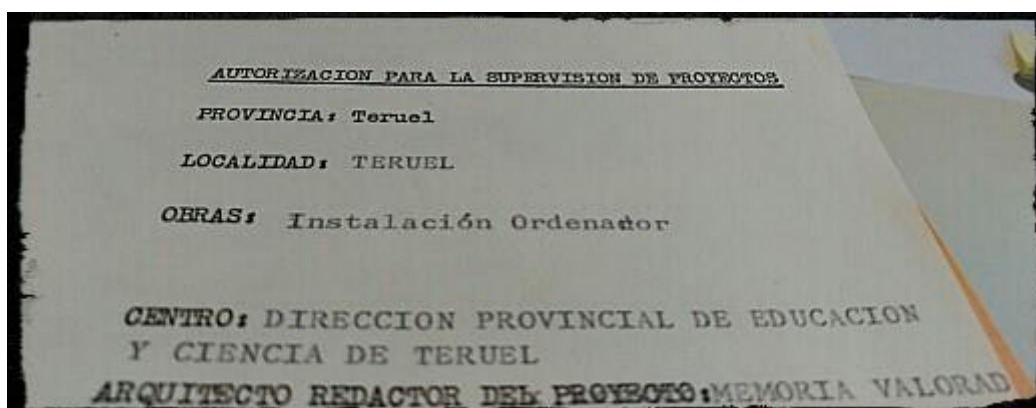 AUTORIZACION PARA LA SUPERVISION DE PROYECTOS
PROVINCIA: Teruel
LOCALIDAD: TERUEL
OBRAS: Instalación Ordenador
CENTRO: DIRECCION PROVINCIAL DE EDUCACION
Y CIENCIA DE TERUEL
ARQUITECTO REDACTOR DEL PROYECTO:MEMORIA VALORAD